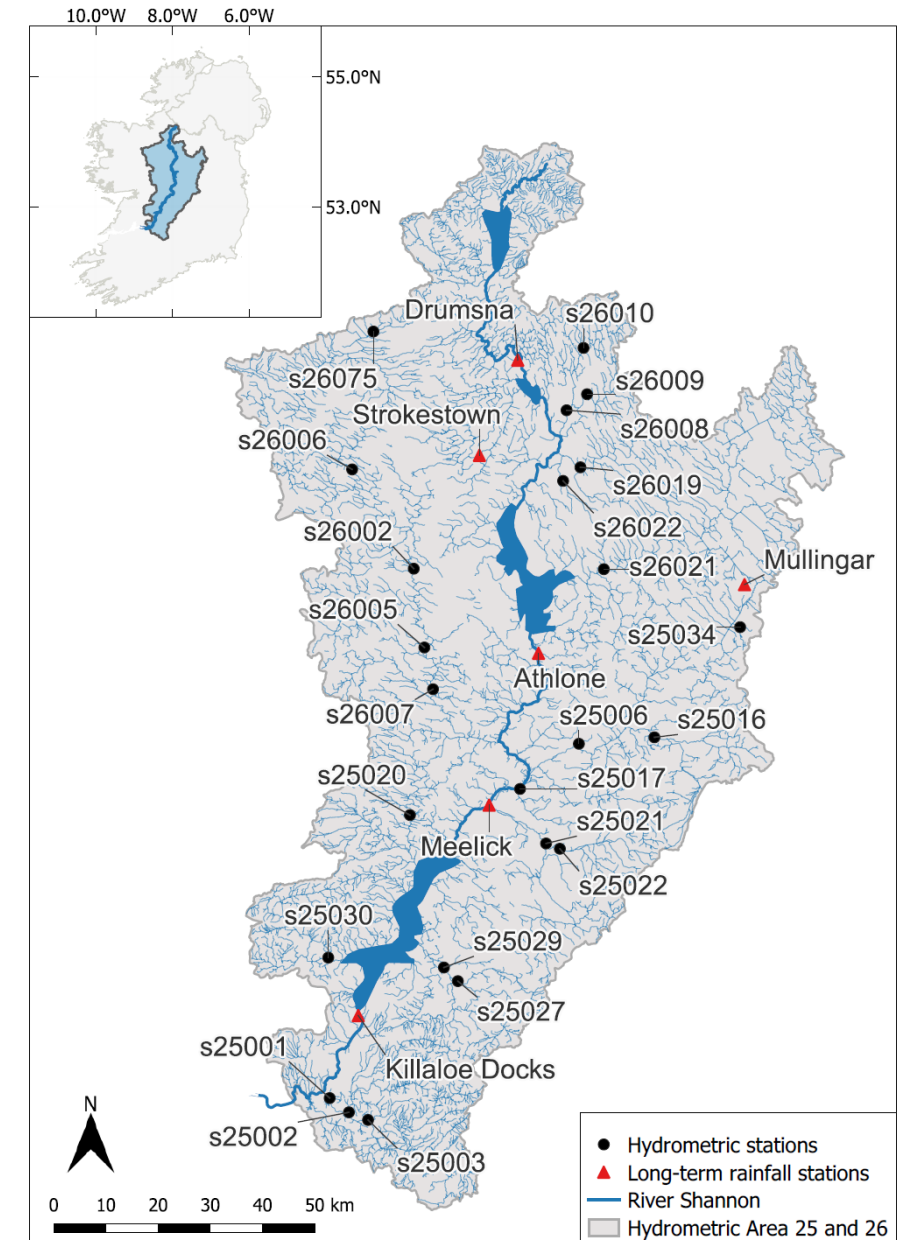 10.0°W 8.0°W 6.0°W
55.0°N
53.0°N
Drumsna
s26010
s26075
s26009
Strokestown
s26008
s26006
s26019
s26022
s26002
Mullingar
s26021
s26005
s25034
Athlone
s26007
s25006
s25016
s25020
s25017
s25021
Meelick
s25022
s25030
s25029
s25027
s25001
Killaloe Docks
s25002
s25003
N
0 10 20 30 40 50 km
Hydrometric stations
Long-term rainfall stations
River Shannon
Hydrometric Area 25 and 26